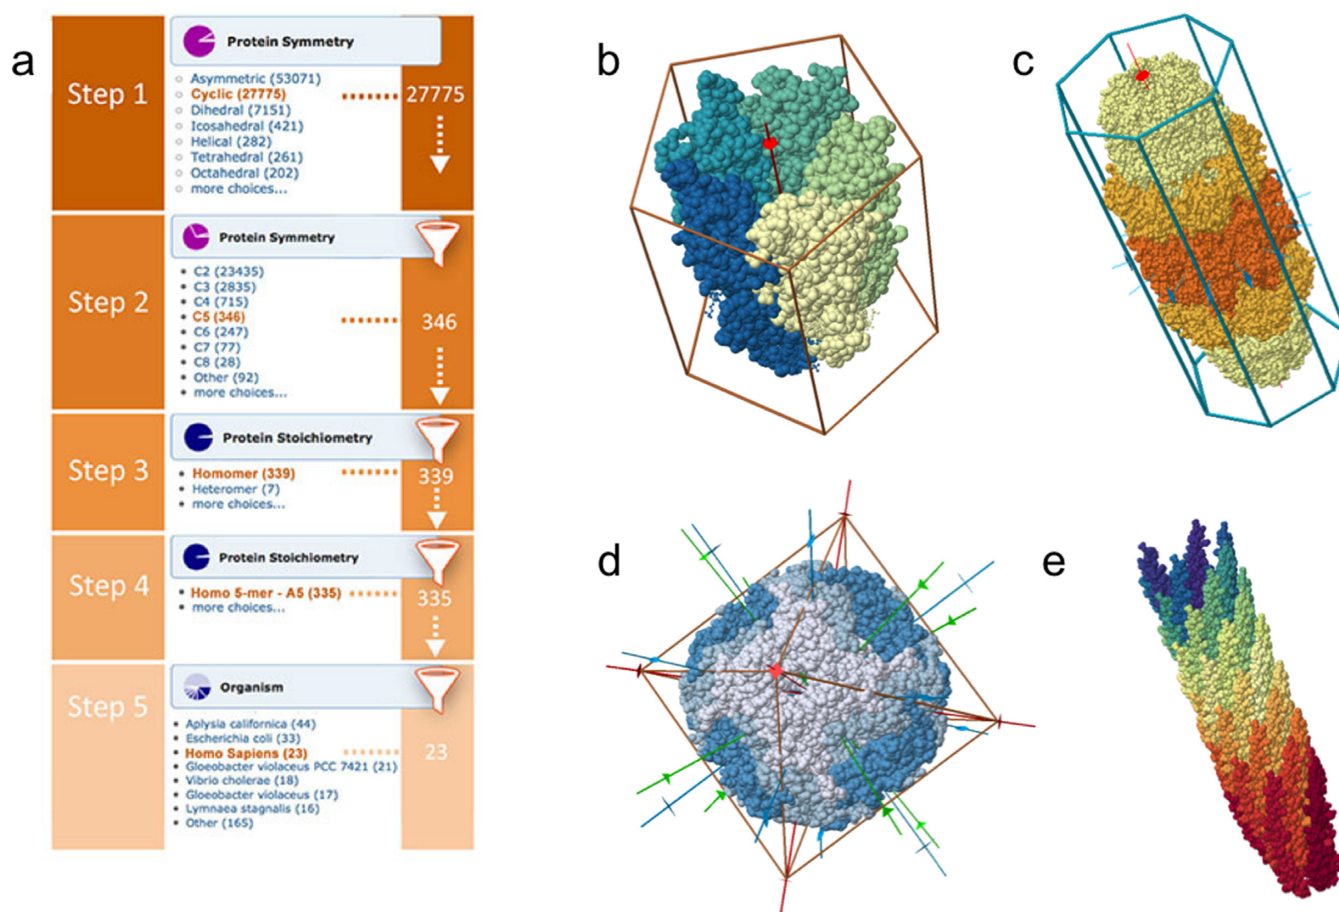 a
Step 1
Protein Symmetry
Asymmetric (53071)
Cyclic (27775)
27775
Dihedral (7151)
Icosahedral (421)
Helical (282)
Tetrahedral (261)
Octahedral (202)
more choices...
Step 2
Protein Symmetry
C2 (23435)
C3 (2835)
C4 (715)
C5 (346)
346
C6 (247)
C7 (77)
C8 (28)
Other (92)
more choices...
Step 3
Protein Stoichiometry
Homomer (339)
339
Heteromer (7)
more choices...
Step 4
Protein Stoichiometry
Homo 5-mer - A5 (335)
335
more choices...
Step 5
Organism
Aplysia californica (44)
Escherichia coli (33)
Homo Sapiens (23)
23
Gloeobacter violaceus PCC 7421 (21)
Vibrio cholerae (18)
Gloeobacter violaceus (17)
Lymnaea stagnalis (16)
Other (165)
b
c
d
e